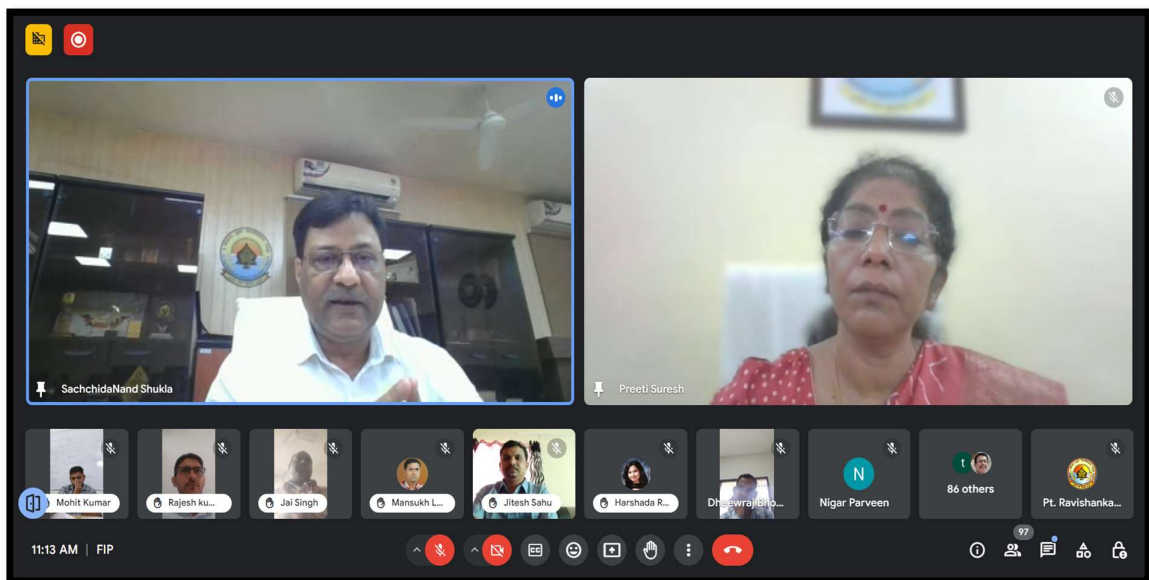 SachchidaNand Shukla
Preeti Suresh
Mohit Kumar
Rajesh ku...
Jai Singh
Mansukh L...
Jitesh Sahu
Harshada R...
Dheewraj Bho...
N
Nigar Parveen
t
86 others
Pt. Ravishanka...
11:13 AM | FIP
CC
97